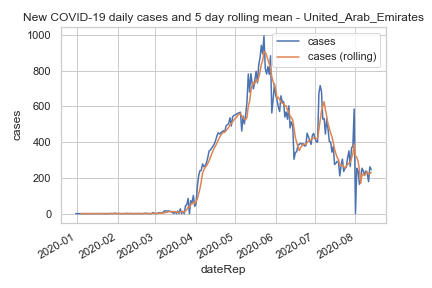 New COVID-19 daily cases and 5 day rolling mean - United_Arab_Emirates
cases
cases (rolling)
1000
800
600
400
200
0
cases
2020-01
2020-02
2020-03
2020-04
2020-05
2020-06
2020-07
2020-08
dateRep